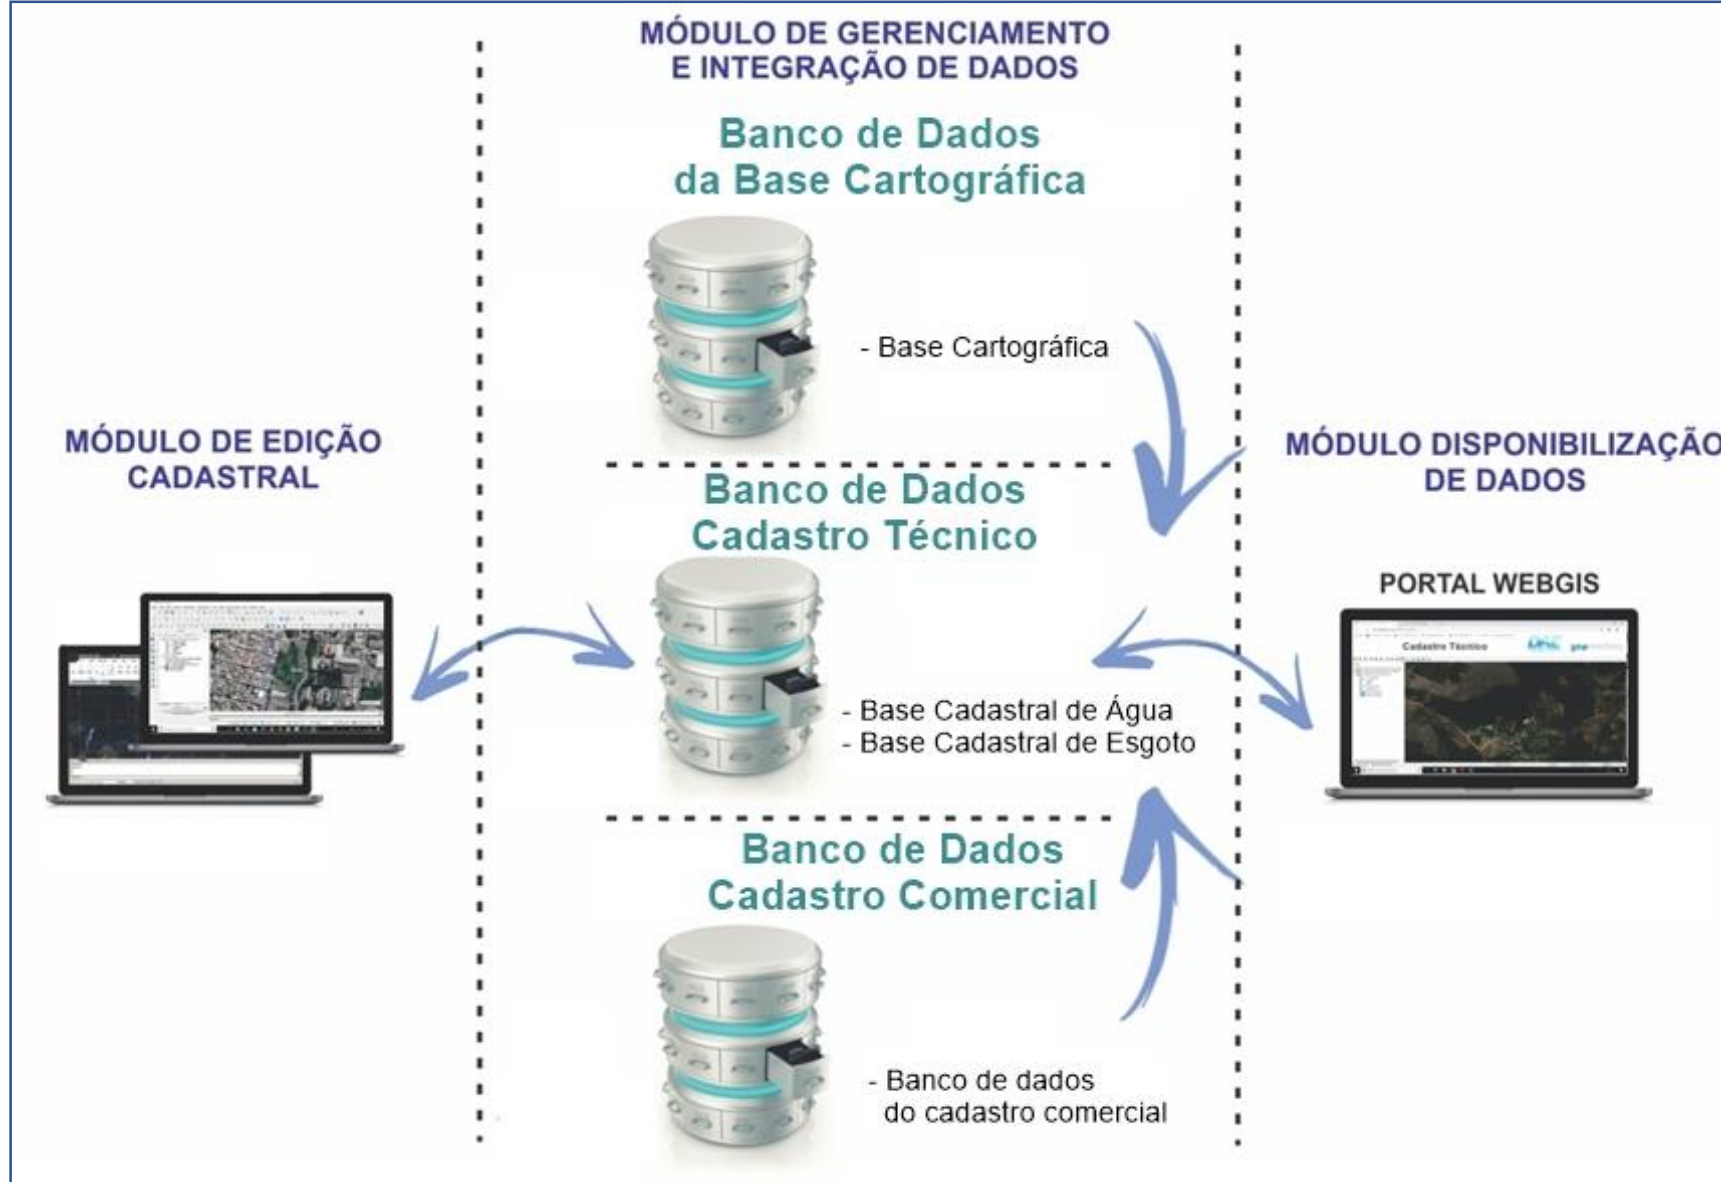 MÓDULO DE GERENCIAMENTO
E INTEGRAÇÃO DE DADOS
Banco de Dados
da Base Cartográfica
- Base Cartográfica
MÓDULO DE EDIÇÃO
CADASTRAL
Banco de Dados
Cadastro Técnico
- Base Cadastral de Água
- Base Cadastral de Esgoto
Banco de Dados
Cadastro Comercial
- Banco de dados
do cadastro comercial
MÓDULO DISPONIBILIZAÇÃO
DE DADOS
PORTAL WEBGIS
Cadastro Técnico